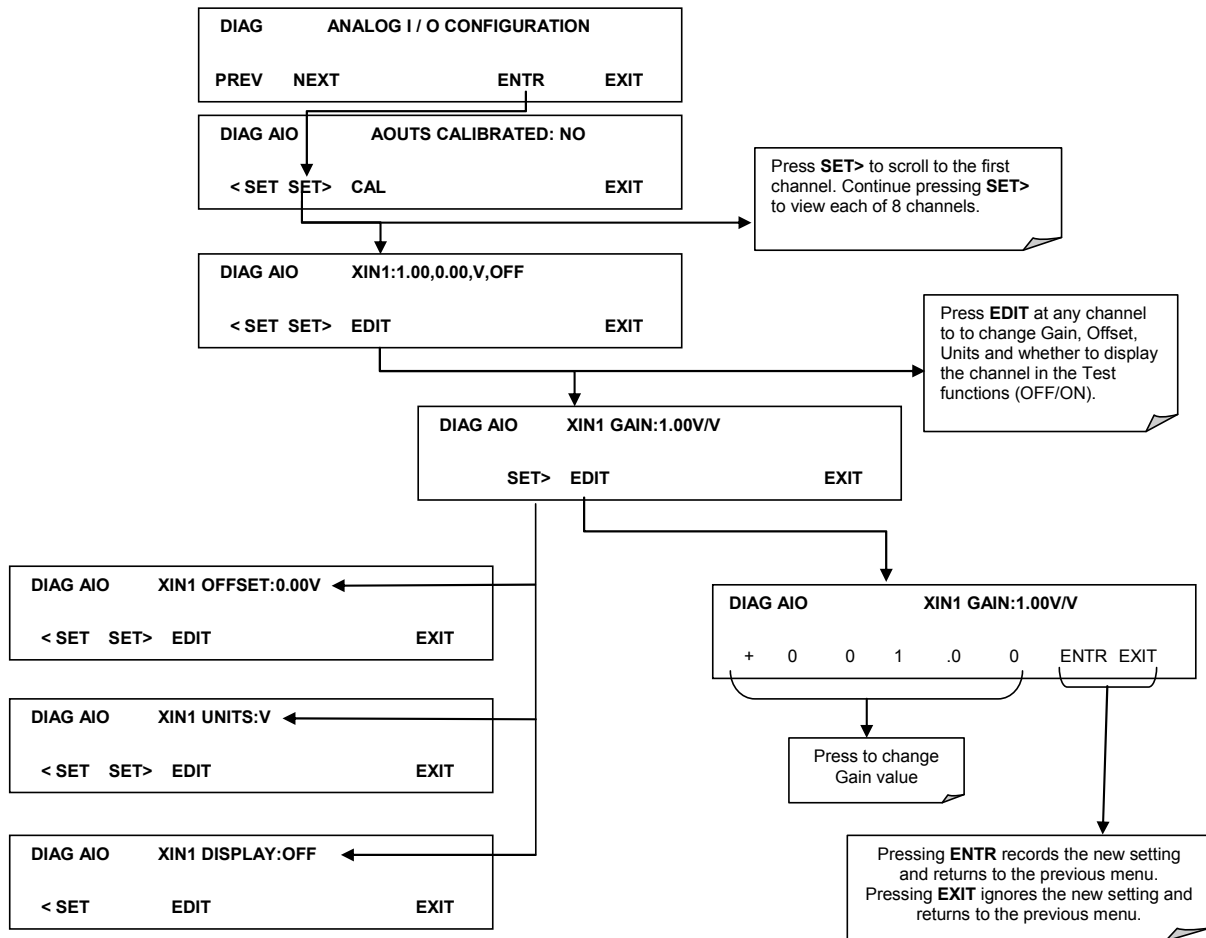 DIAG ANALOG I / O CONFIGURATION
PREV NEXT ENTR EXIT
DIAG AIO AOUTS CALIBRATED: NO
< SET SET> CAL EXIT
Press SET> to scroll to the first
channel. Continue pressing SET>
to view each of 8 channels.
DIAG AIO XIN1:1.00,0.00,V,OFF
< SET SET> EDIT EXIT
Press EDIT at any channel
to to change Gain, Offset,
Units and whether to display
the channel in the Test
functions (OFF/ON).
DIAG AIO XIN1 GAIN:1.00V/V
SET> EDIT EXIT
DIAG AIO XIN1 OFFSET:0.00V
< SET SET> EDIT EXIT
DIAG AIO XIN1 GAIN:1.00V/V
+ 0 0 1 .0 0 ENTR EXIT
DIAG AIO XIN1 UNITS:V
< SET SET> EDIT EXIT
Press to change
Gain value
DIAG AIO XIN1 DISPLAY:OFF
< SET EDIT EXIT
Pressing ENTR records the new setting
and returns to the previous menu.
Pressing EXIT ignores the new setting and
returns to the previous menu.